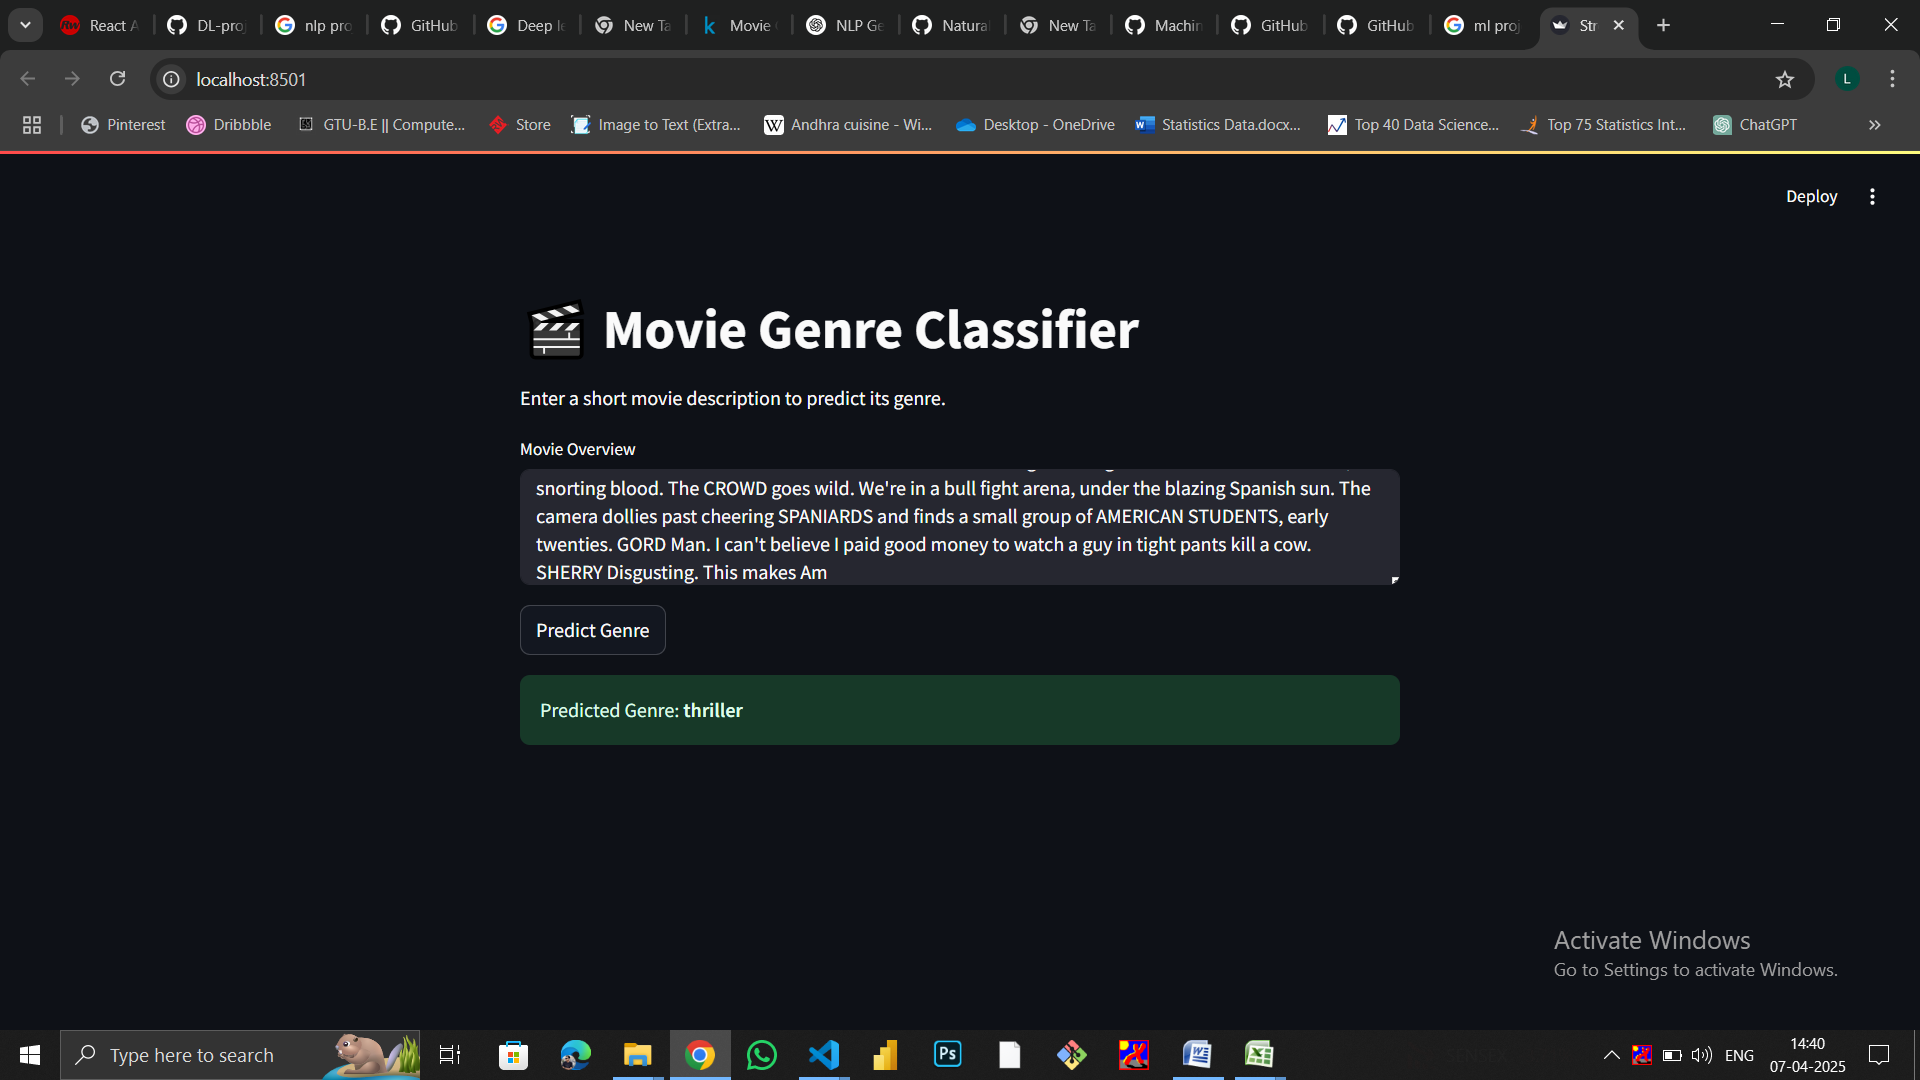 React A
DL-proj
nlp pro
GitHub
Deep le
New Ta
Movie
NLP Ge
Natural
New Ta
Machin
GitHub
GitHub
ml proj
Str
localhost:8501
L
Pinterest
Dribbble
GTU-B.E || Compute...
Store
Image to Text (Extra...
W Andhra cuisine - Wi...
Desktop - OneDrive
Statistics Data.docx...
Top 40 Data Science...
Top 75 Statistics Int...
ChatGPT
Deploy
Movie Genre Classifier
Enter a short movie description to predict its genre.
Movie Overview
snorting blood. The CROWD goes wild. We're in a bull fight arena, under the blazing Spanish sun. The
camera dollies past cheering SPANIARDS and finds a small group of AMERICAN STUDENTS, early
twenties. GORD Man. I can't believe I paid good money to watch a guy in tight pants kill a cow.
SHERRY Disgusting. This makes Am
Predict Genre
Predicted Genre: thriller
Activate Windows
Go to Settings to activate Windows.
Type here to search
Ps
ENG
14:40
07-04-2025